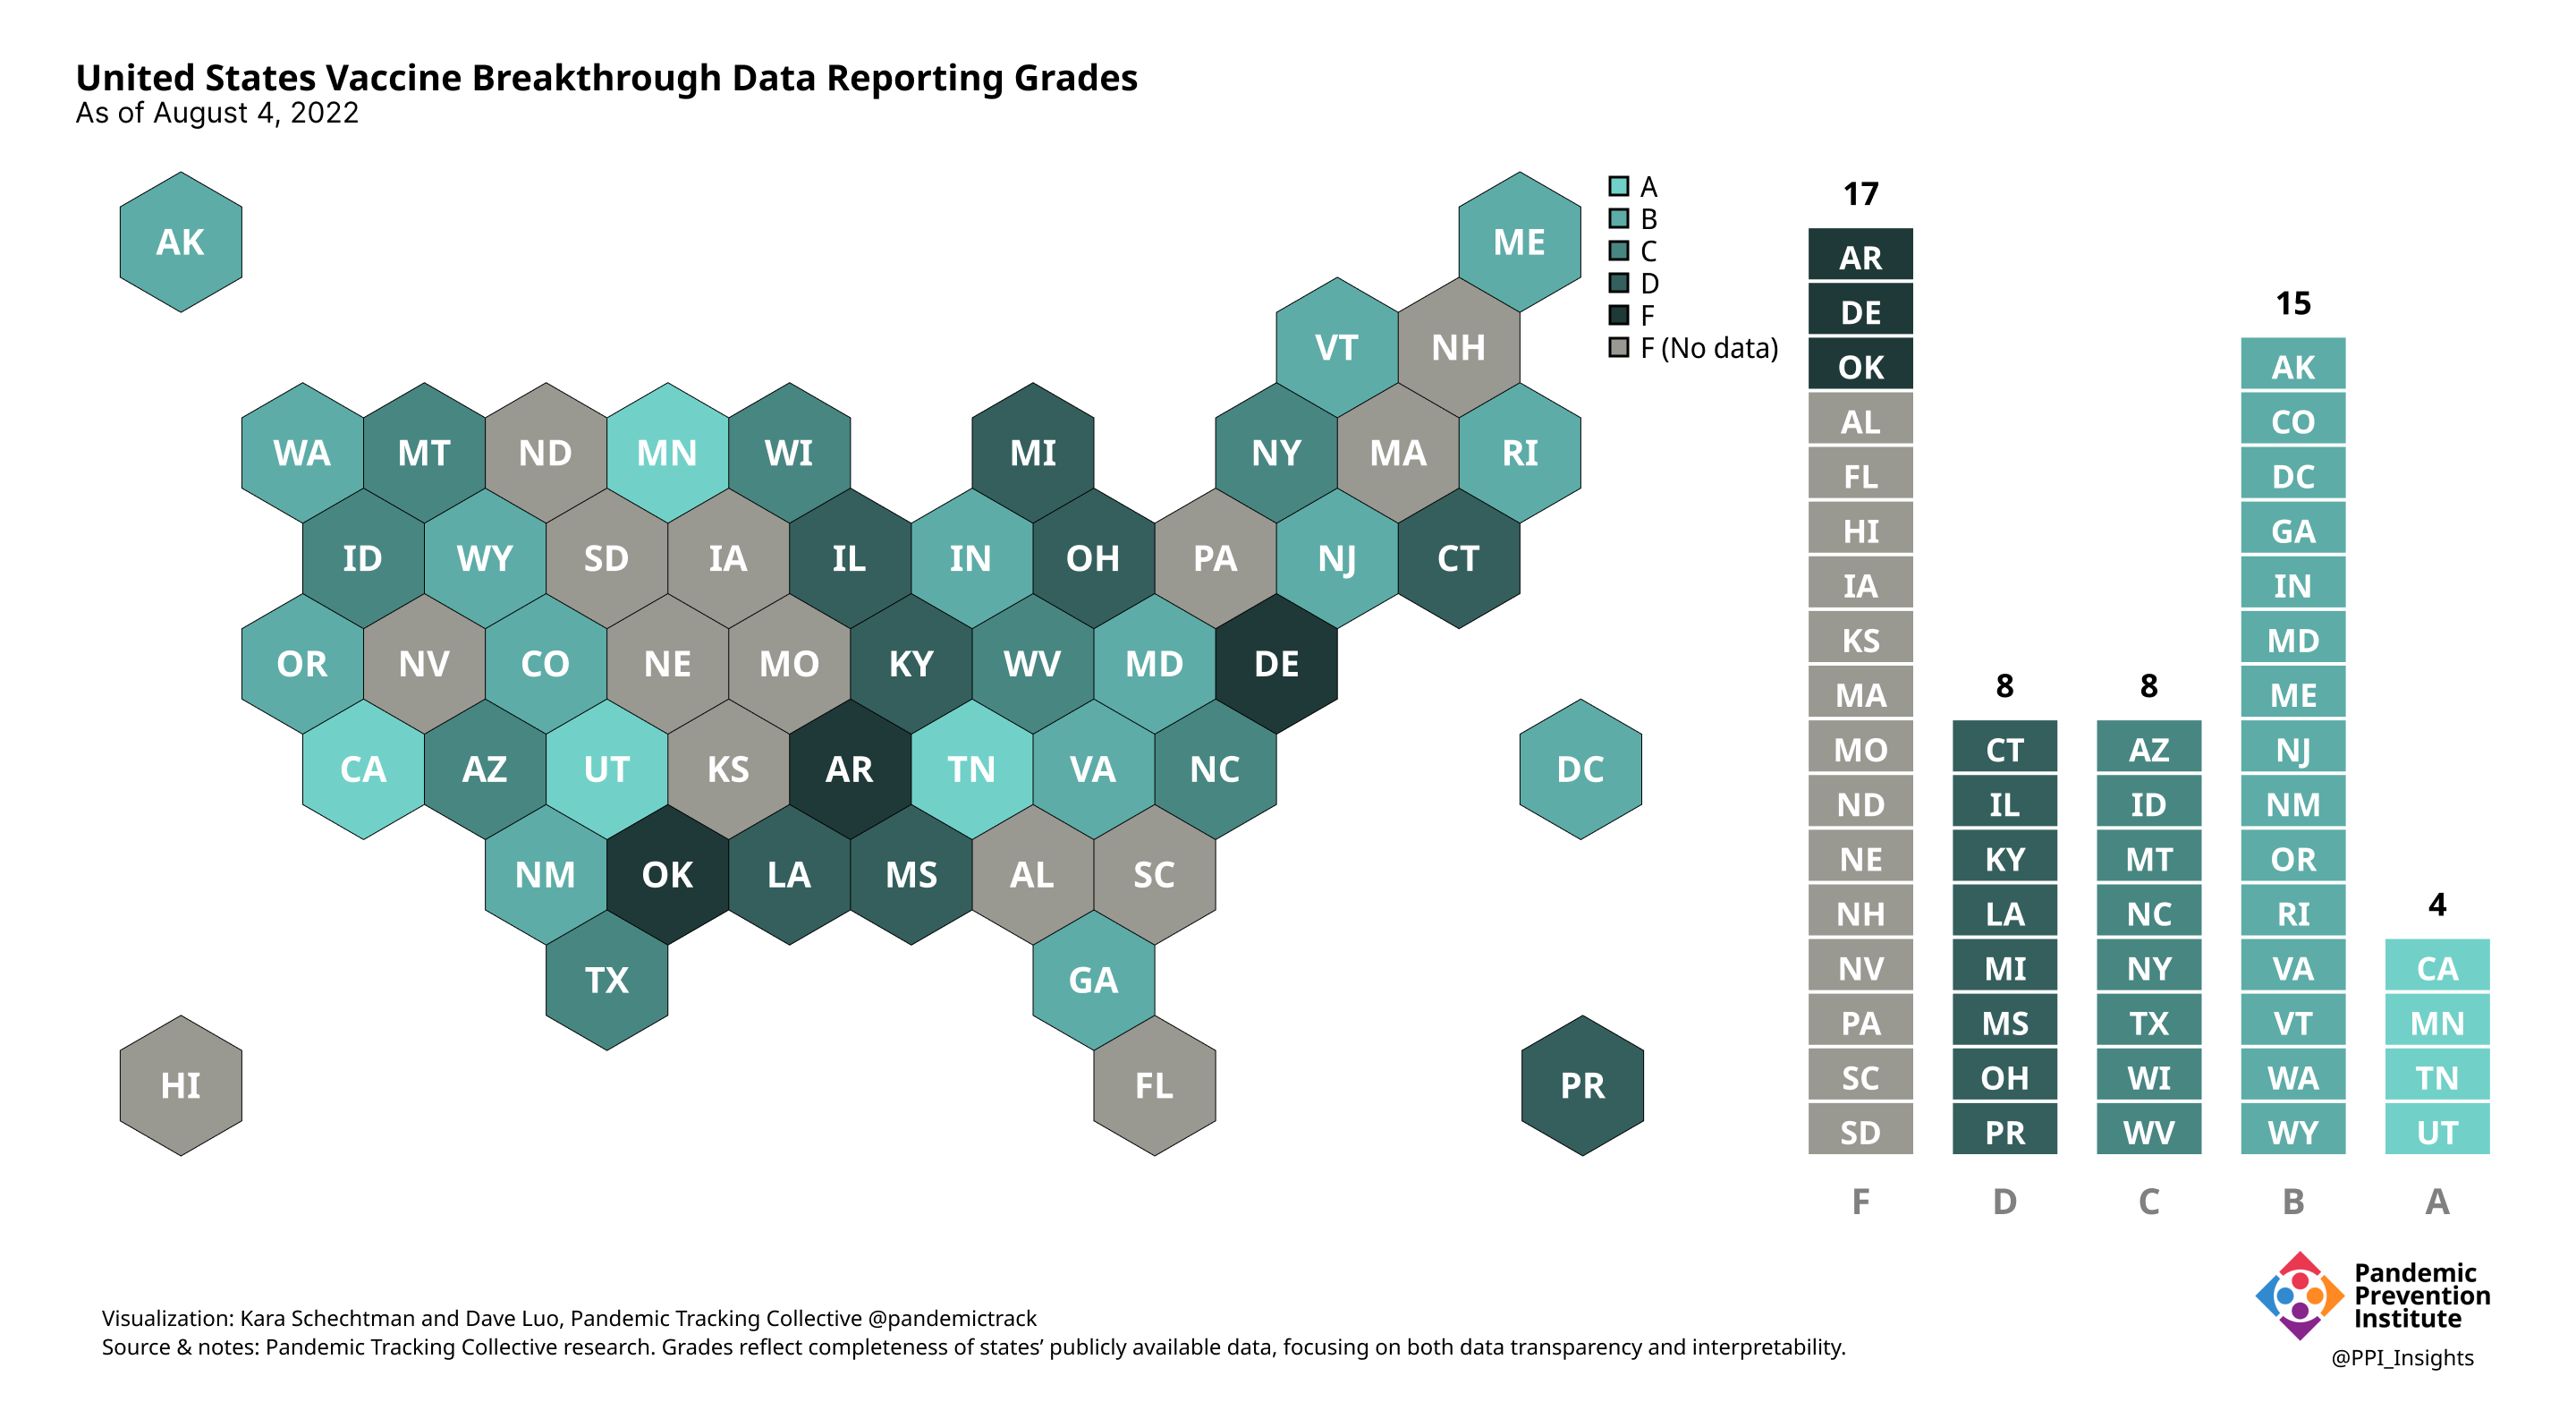 United States Vaccine Breakthrough Data Reporting Grades
As of August 4, 2022
AK
ME
VT NH
WA MT ND MN WI MI NY MA RI
ID WY SD IA IL IN OH PA NJ CT
OR NV CO NE MO KY WV MD DE
CA AZ UT KS AR TN VA NC DC
NM OK LA MS AL SC
TX GA
HI FL PR
A
B
C
D
F
F (No data)
17
AR
DE
OK
AL
FL
HI
IA
KS
MA
MO
ND
NE
NH
NV
PA
SC
SD
F
8
CT
IL
KY
LA
MI
MS
OH
PR
D
8
AZ
ID
MT
NC
NY
TX
WI
WV
C
15
AK
CO
DC
GA
IN
MD
ME
NJ
NM
OR
RI
VA
VT
WA
WY
B
4
CA
MN
TN
UT
A
Visualization: Kara Schechtman and Dave Luo, Pandemic Tracking Collective @pandemictrack
Source & notes: Pandemic Tracking Collective research. Grades reflect completeness of states’ publicly available data, focusing on both data transparency and interpretability.
Pandemic
Prevention
Institute
@PPI_Insights